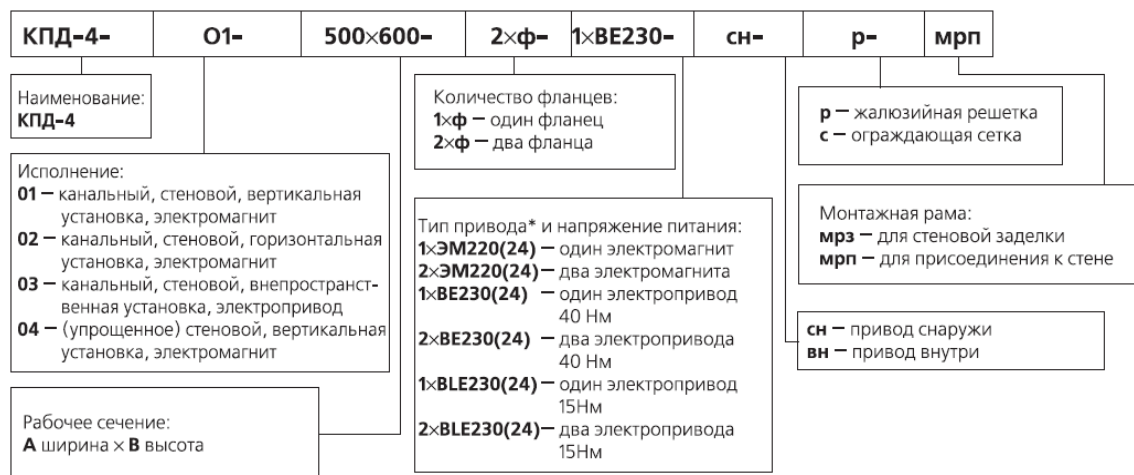 КПД-4- О1- 500×600- 2×ф- 1×ВЕ230- сн- р- мрп
Наименование:
КПД-4
Исполнение:
01 — канальный, стеновой, вертикальная
установка, электромагнит
02 — канальный, стеновой, горизонтальная
установка, электромагнит
03 — канальный, стеновой, внепространст-
венная установка, электропривод
04 — (упрощенное) стеновой, вертикальная
установка, электромагнит
Рабочее сечение:
А ширина × В высота
Количество фланцев:
1×ф — один фланец
2×ф — два фланца
Тип привода* и напряжение питания:
1×ЭМ220(24) — один электромагнит
2×ЭМ220(24) — два электромагнита
1×ВЕ230(24) — один электропривод
40 Нм
2×ВЕ230(24) — два электропривода
40 Нм
1×BLE230(24) — один электропривод
15Нм
2×BLE230(24) — два электропривода
15Нм
р — жалюзийная решетка
с — ограждающая сетка
Монтажная рама:
мрз — для стеновой заделки
мрп — для присоединения к стене
сн — привод снаружи
вн — привод внутри